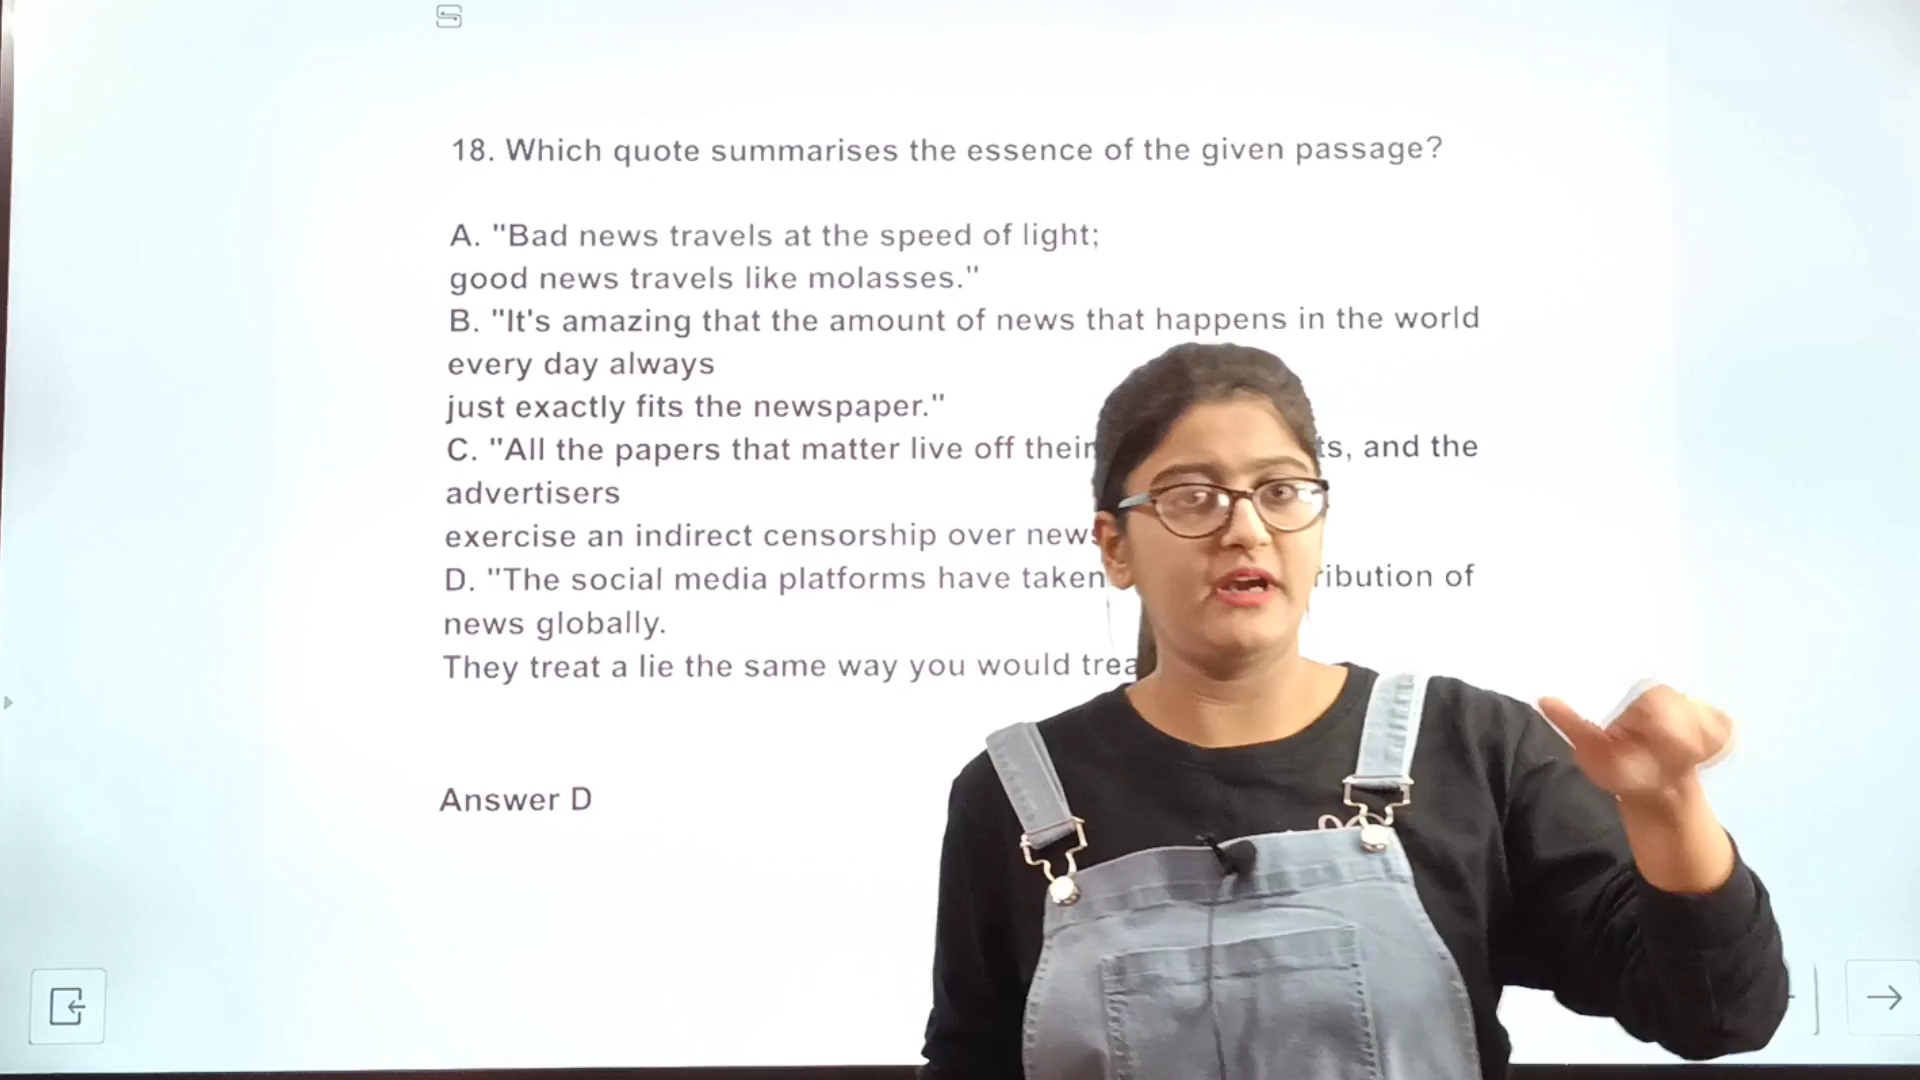 18. Which quote summarises the essence of the given passage?
A. "Bad news travels at the speed of light;
good news travels like molasses."
B. "It's amazing that the amount of news that happens in the world
every day always
just exactly fits the newspaper."
C. "All the papers that matter live off their and the
advertisers
exercise an indirect censorship over
D. "The social media platforms have taken of
news globally.
They treat a lie the same way you would
Answer D